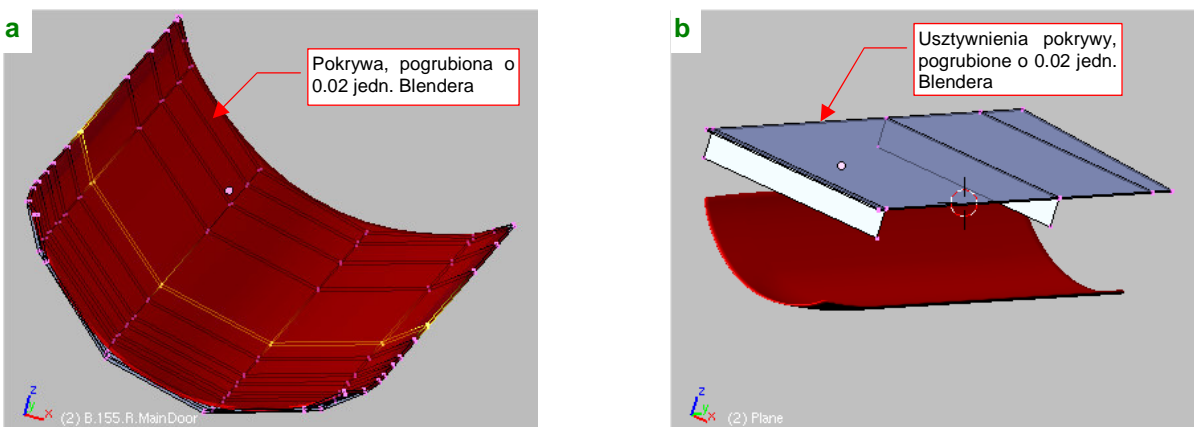 a
Pokrywa, pogrubiona o
0.02 jedn. Blendera
z
y
x
(2) B.155.R.MainDoor
b
Usztywnienia pokrywy,
pogrubione o 0.02 jedn.
Blendera
z
y
x
(2) Plane